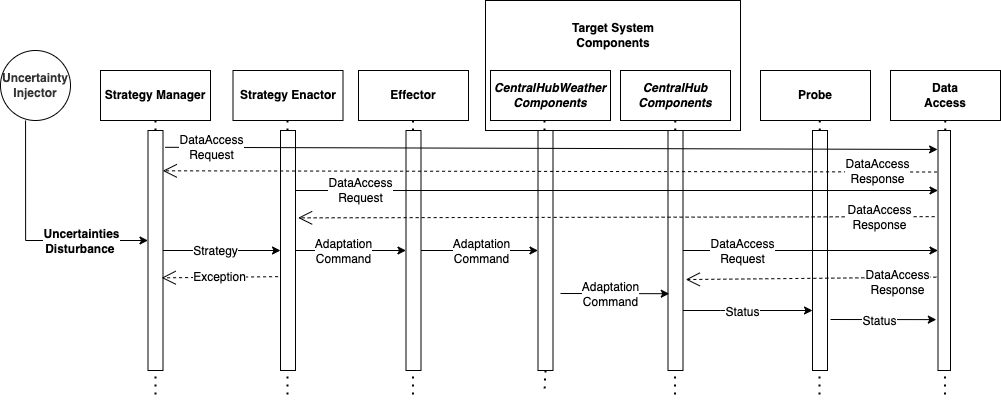 Target System
Components
Uncertainty
Injector
Strategy Manager
Strategy Enactor
Effector
CentralHubWeather
Components
CentralHub
Components
Probe
Data
Access
DataAccess
Request
DataAccess
Response
DataAccess
Request
DataAccess
Response
Uncertainties
Disturbance
Strategy
Adaptation
Command
Adaptation
Command
DataAccess
Request
Exception
DataAccess
Response
Adaptation
Command
Status
Status